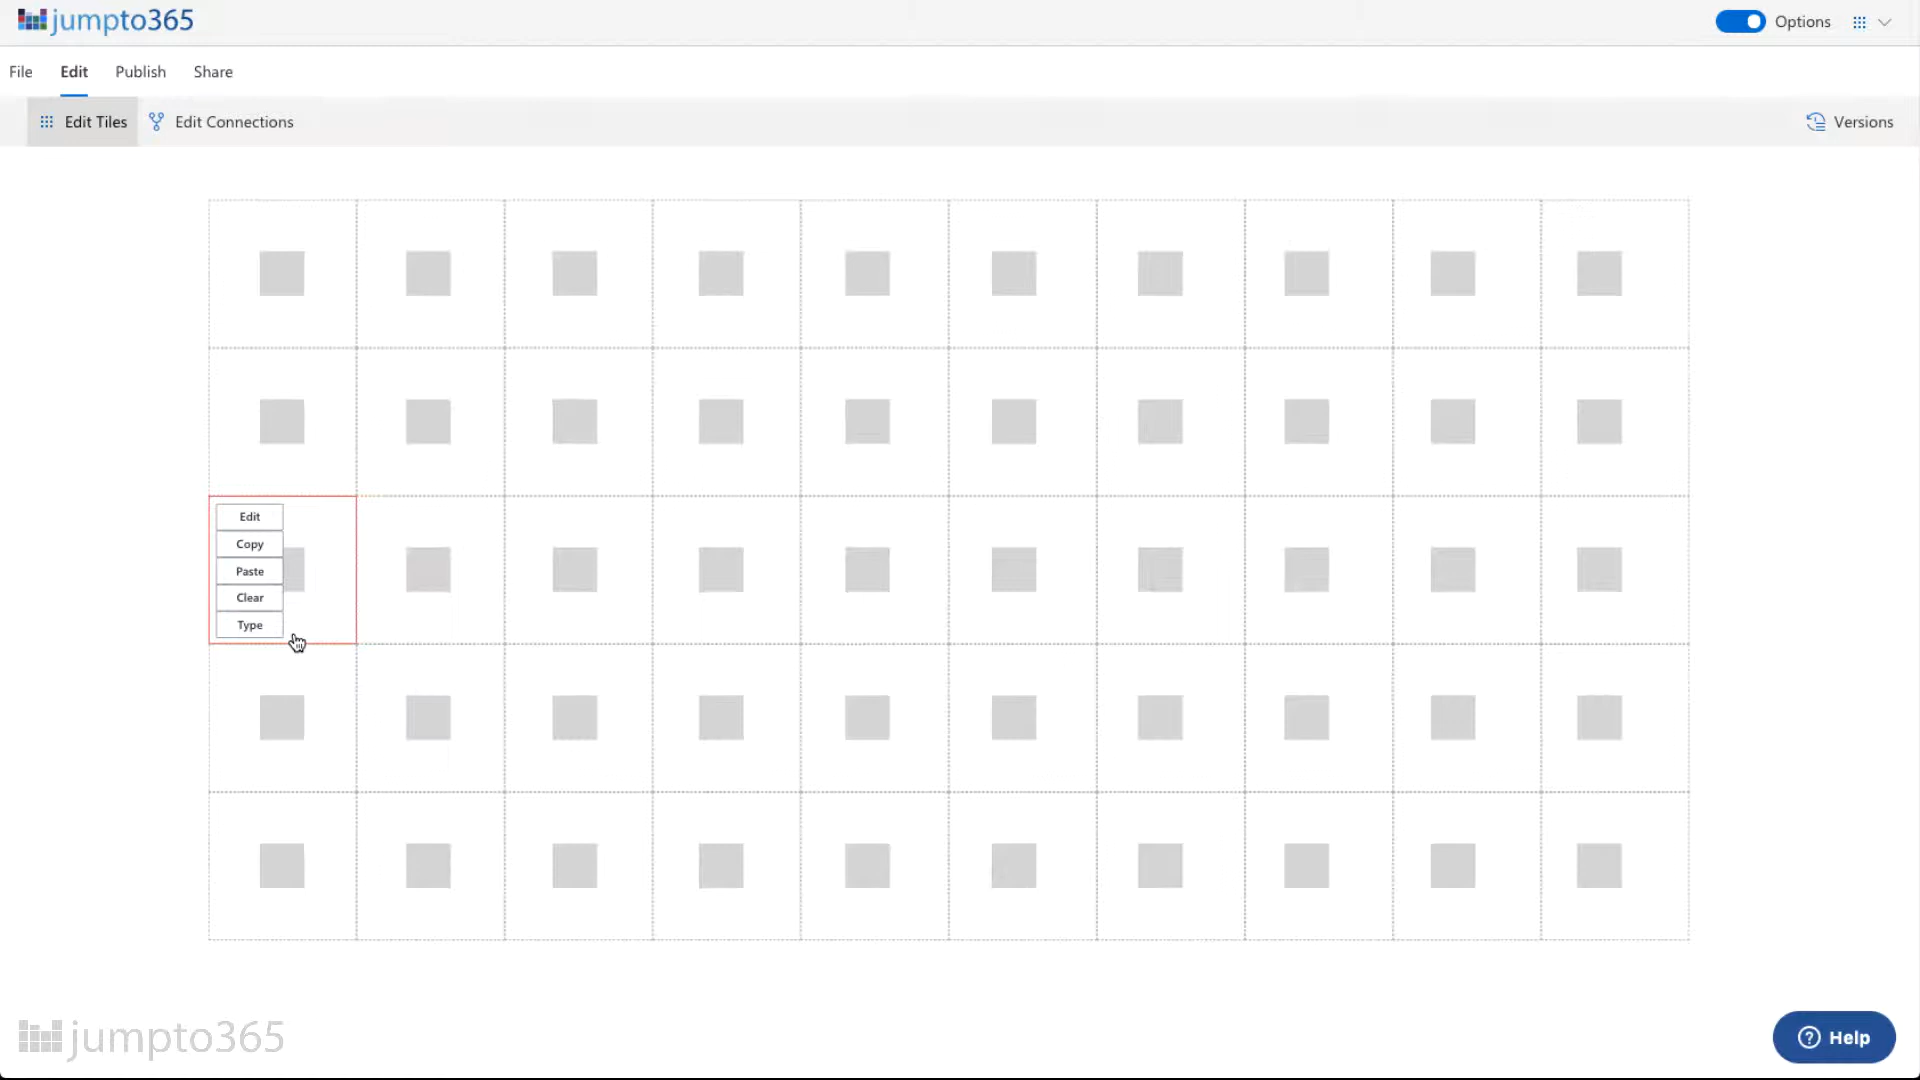 jumpto365
Options
File Edit Publish Share
Edit Tiles Edit Connections Versions
Edit
Copy
Paste
Clear
Type
jumpto365
Help